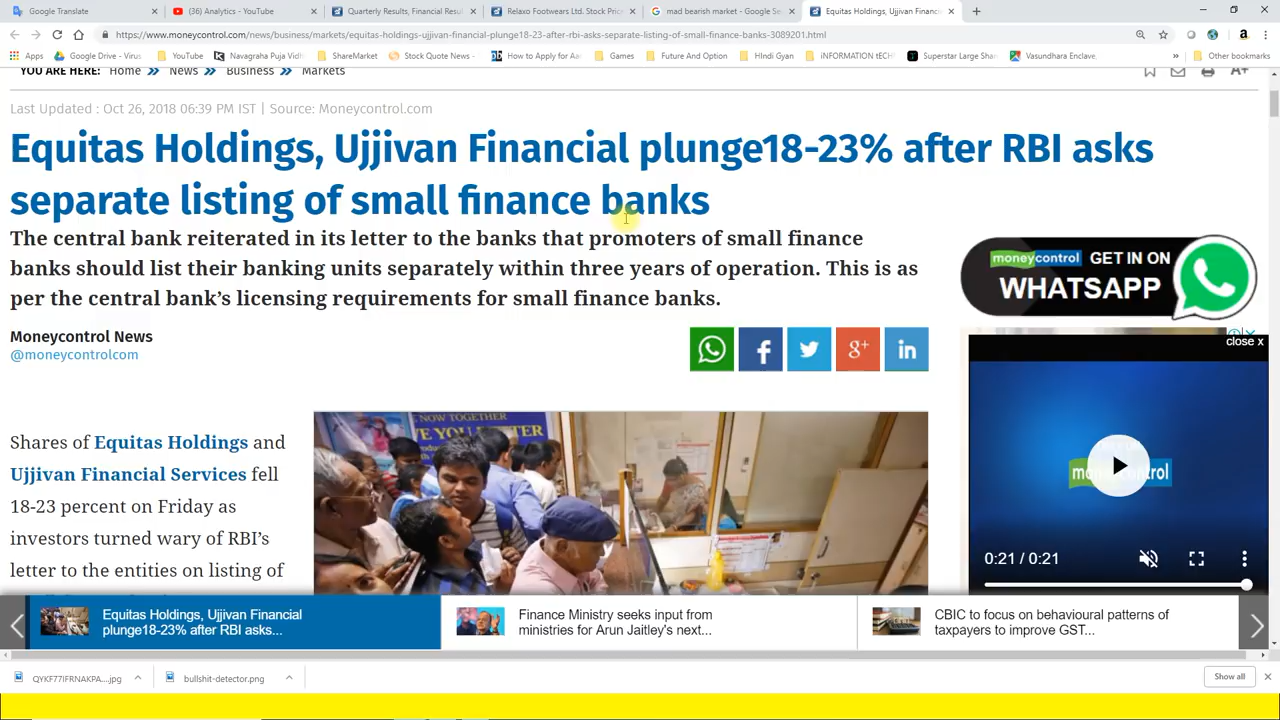 Google Translate
(36) Analytics - YouTube
Quarterly Results, Financial Resu
Relaxo Footwears Ltd. Stock Pric
mad bearish market - Google Se
Equitas Holdings, Ujjivan Financi
https://www.moneycontrol.com/news/business/markets/equitas-holdings-ujjivan-financial-plunge18-23-after-rbi-asks-separate-listing-of-small-finance-banks-3089201.html
Apps
Google Drive - Virus
YouTube
Navagraha Puja Vidhi
ShareMarket
Stock Quote News -
How to Apply for Aa
Games
Future And Option
HIndi Gyan
iNFORMATION tECH
Superstar Large Shar
Vasundhara Enclave.
Other bookmarks
YOU ARE HERE: Home News Business Markets
A+
Last Updated : Oct 26, 2018 06:39 PM IST | Source: Moneycontrol.com
Equitas Holdings, Ujjivan Financial plunge18-23% after RBI asks
separate listing of small finance banks
The central bank reiterated in its letter to the banks that promoters of small finance
banks should list their banking units separately within three years of operation. This is as
per the central bank's licensing requirements for small finance banks.
moneycontrol GET IN ON
WHATSAPP
Moneycontrol News
@moneycontrolcom
f
g+
in
close x
NOW TOGETHER
VE YOU BETTER
Shares of Equitas Holdings and
Ujjivan Financial Services fell
18-23 percent on Friday as
investors turned wary of RBI's
letter to the entities on listing of
0:21 / 0:21
Equitas Holdings, Ujjivan Financial
plunge18-23% after RBI asks...
Finance Ministry seeks input from
ministries for Arun Jaitley's next...
CBIC to focus on behavioural patterns of
taxpayers to improve GST...
QYKF77IFRNAKPA....jpg
bullshit-detector.png
Show all